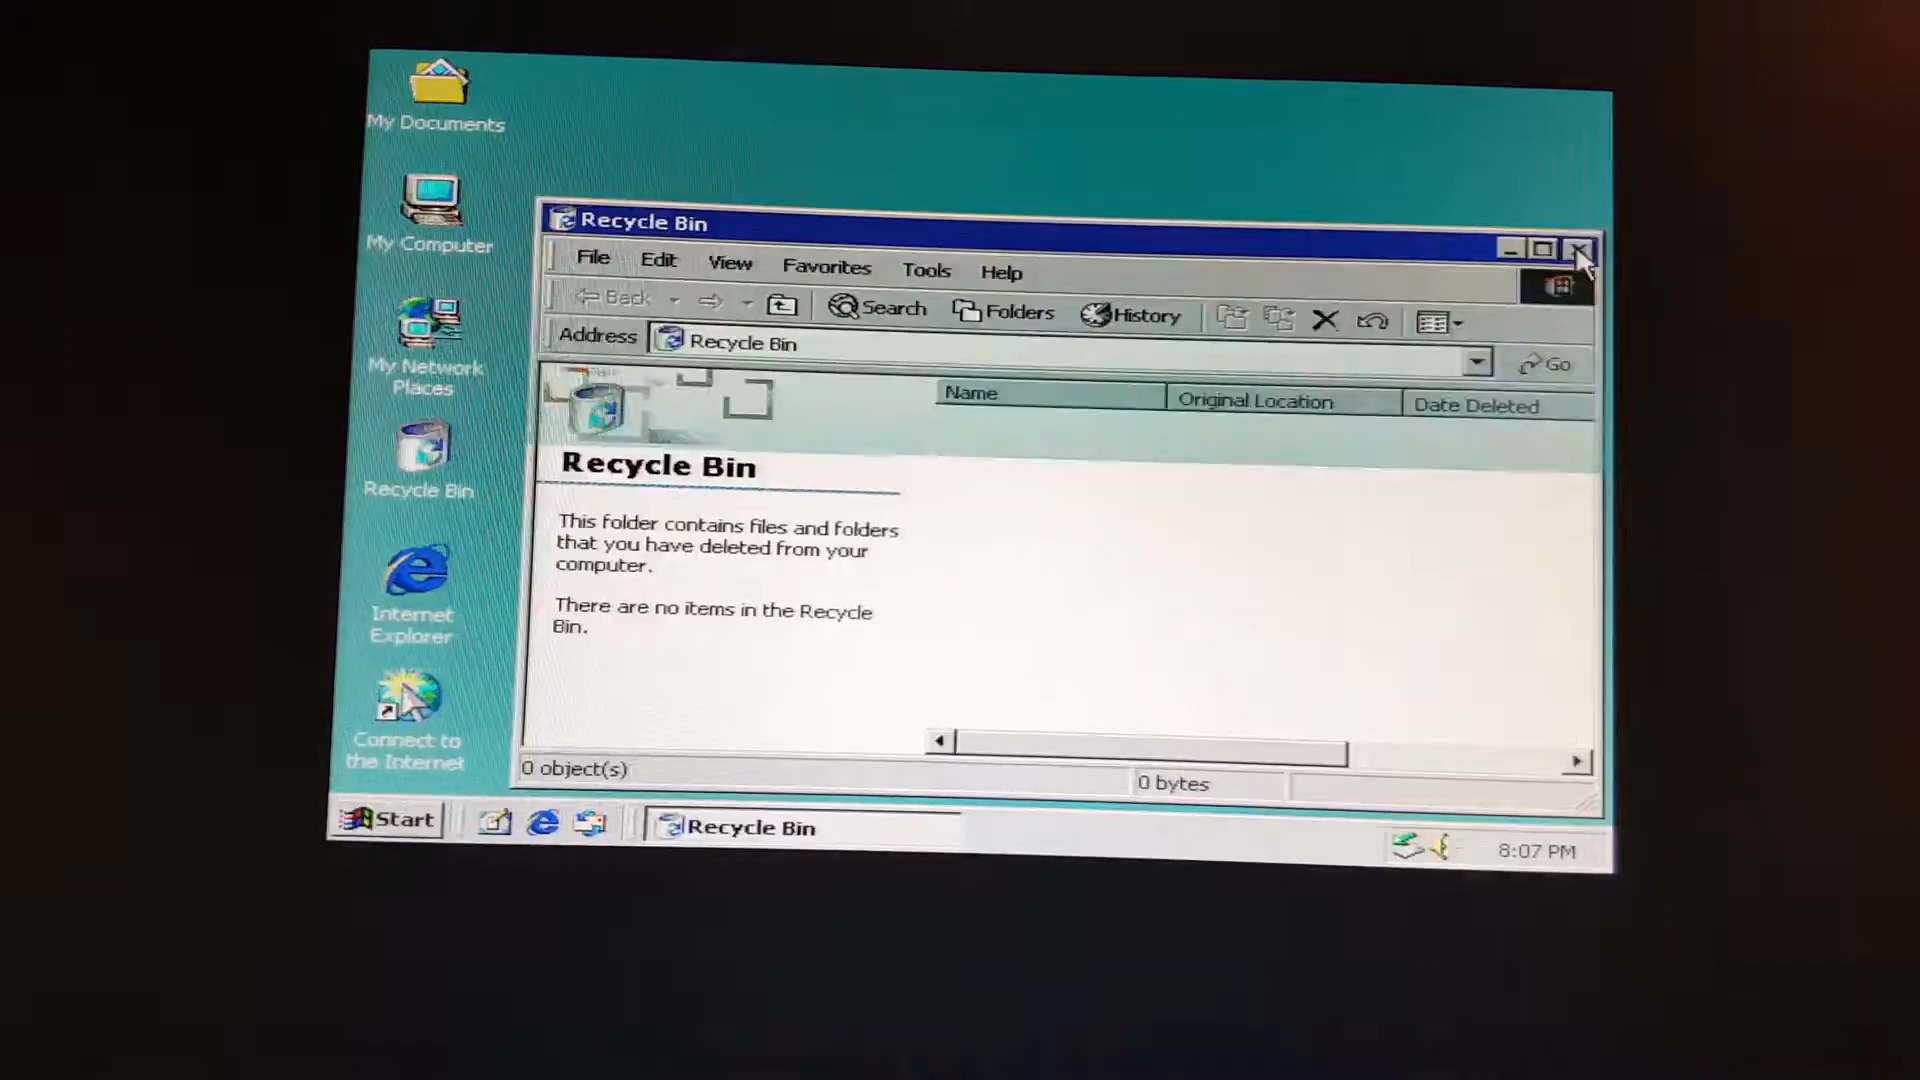 My Documents
My Computer
My Network
Places
Recycle Bin
Internet
Explorer
Connect to
the Internet
Recycle Bin
File Edit View Favorites Tools Help
Back Search Folders History
Address Recycle Bin Go
Name Original Location Date Deleted
Recycle Bin
This folder contains files and folders
that you have deleted from your
computer.
There are no items in the Recycle
Bin.
0 object(s) 0 bytes
Start Recycle Bin 8:07 PM